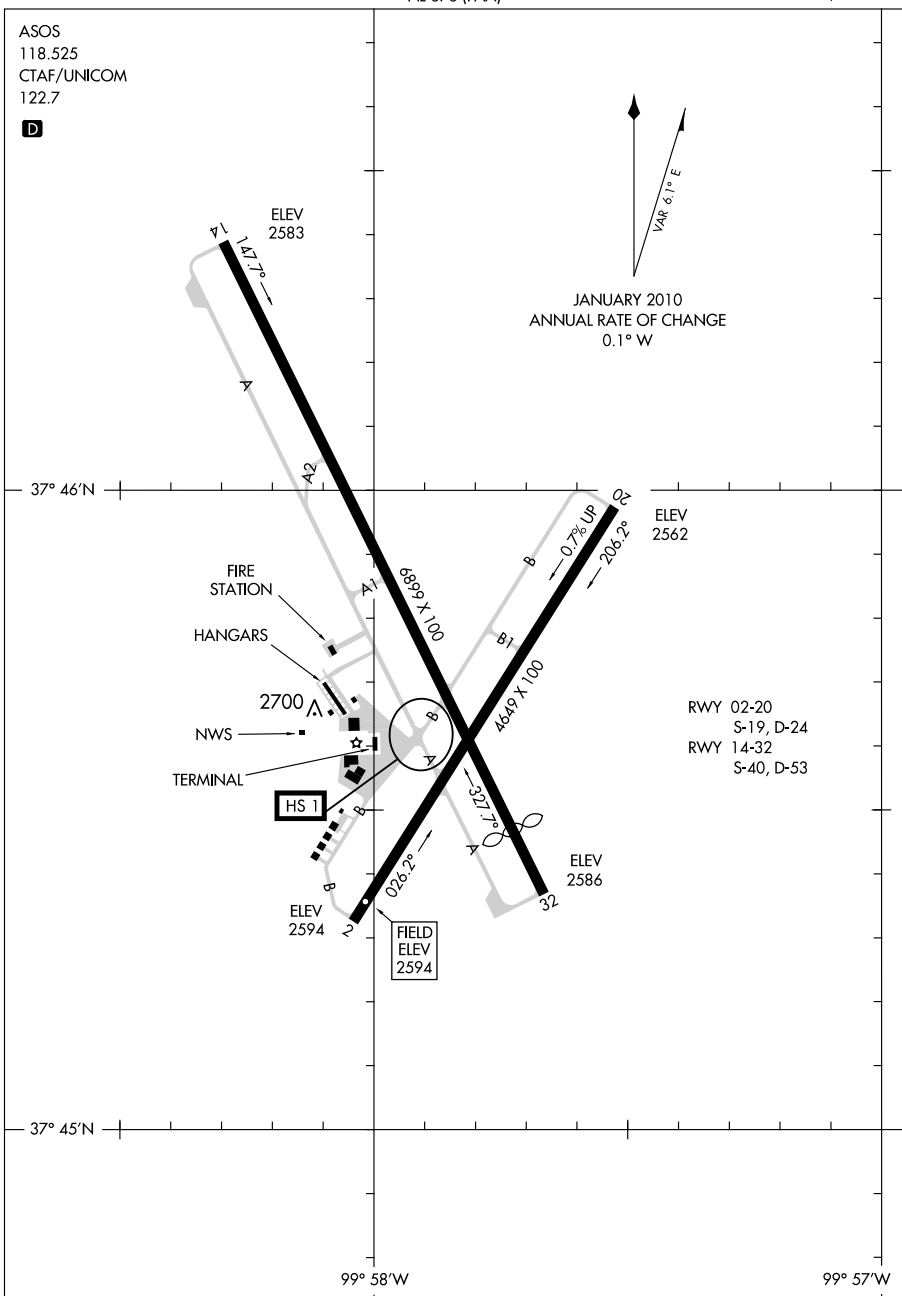 ASOS
118.525
CTAF/UNICOM
122.7
D
VAR 6.1° E
JANUARY 2010
ANNUAL RATE OF CHANGE
0.1° W
ELEV
2583
14
147.7°
A
A2
37° 46'N
20
ELEV
2562
0.7% UP
206.2°
B
B1
FIRE
STATION
A1
6899 X 100
HANGARS
4649 X 100
2700
B
NWS
RWY 02-20
S-19, D-24
RWY 14-32
S-40, D-53
TERMINAL
A
HS 1
B
327.7°
A
ELEV
2586
32
B
026.2°
ELEV
2594
2
FIELD
ELEV
2594
37° 45'N
99° 58'W
99° 57'W